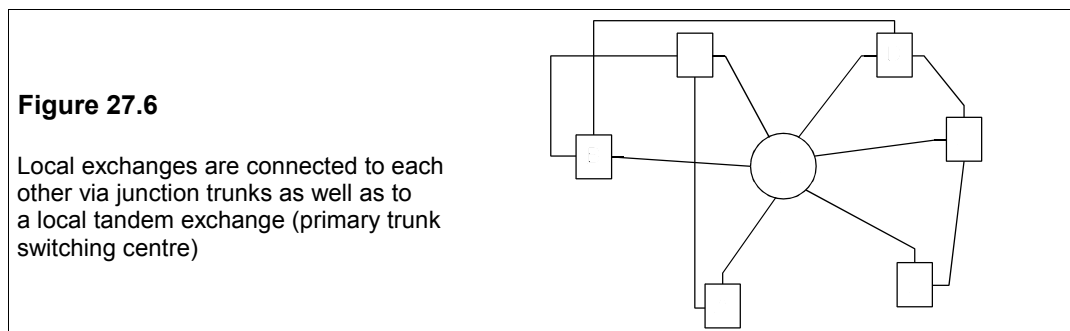 Figure 27.6
Local exchanges are connected to each
other via junction trunks as well as to
a local tandem exchange (primary trunk
switching centre)